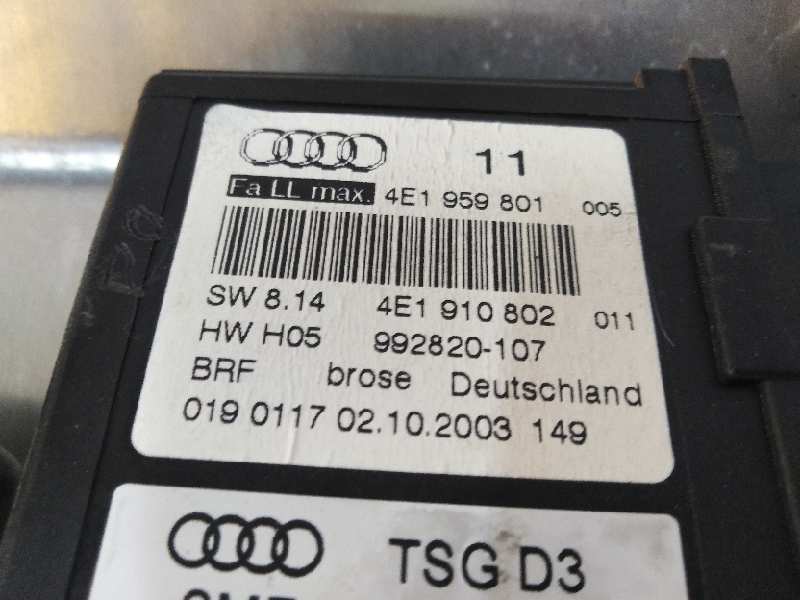 11
Fa LL max. 4E1 959 801 005
SW 8.14 4E1 910 802 011
HW H05 992820-107
BRF brose Deutschland
019 0117 02.10.2003 149
TSG D3